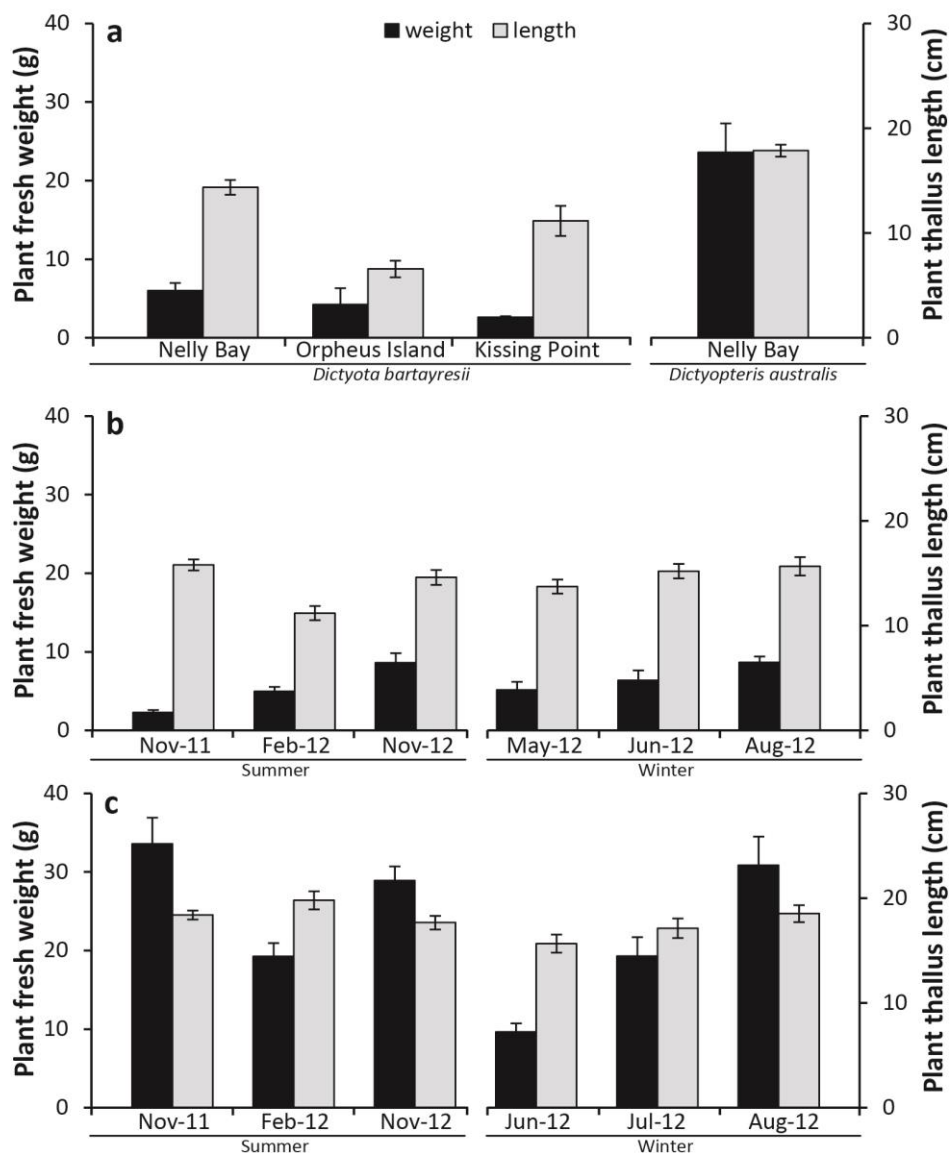 a
weight length
Plant fresh weight (g)
40
30
20
10
0
Plant thallus length (cm)
30
20
10
0
Nelly Bay Orpheus Island Kissing Point Nelly Bay
Dictyota bartayresii Dictyopteris australis
b
Plant fresh weight (g)
40
30
20
10
0
Plant thallus length (cm)
30
20
10
0
Nov-11 Feb-12 Nov-12 May-12 Jun-12 Aug-12
Summer Winter
c
Plant fresh weight (g)
40
30
20
10
0
Plant thallus length (cm)
30
20
10
0
Nov-11 Feb-12 Nov-12 Jun-12 Jul-12 Aug-12
Summer Winter